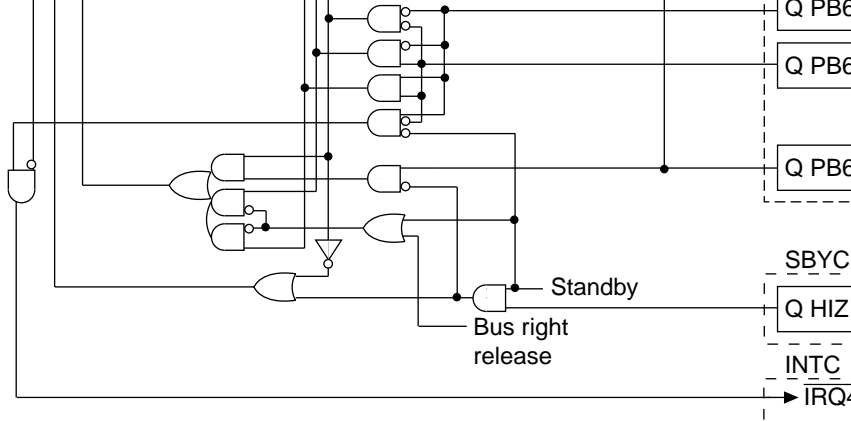 Q PB6
Q PB6
Q PB6
SBYC
Standby
Q HIZ
Bus right
release
INTC
IRQ4